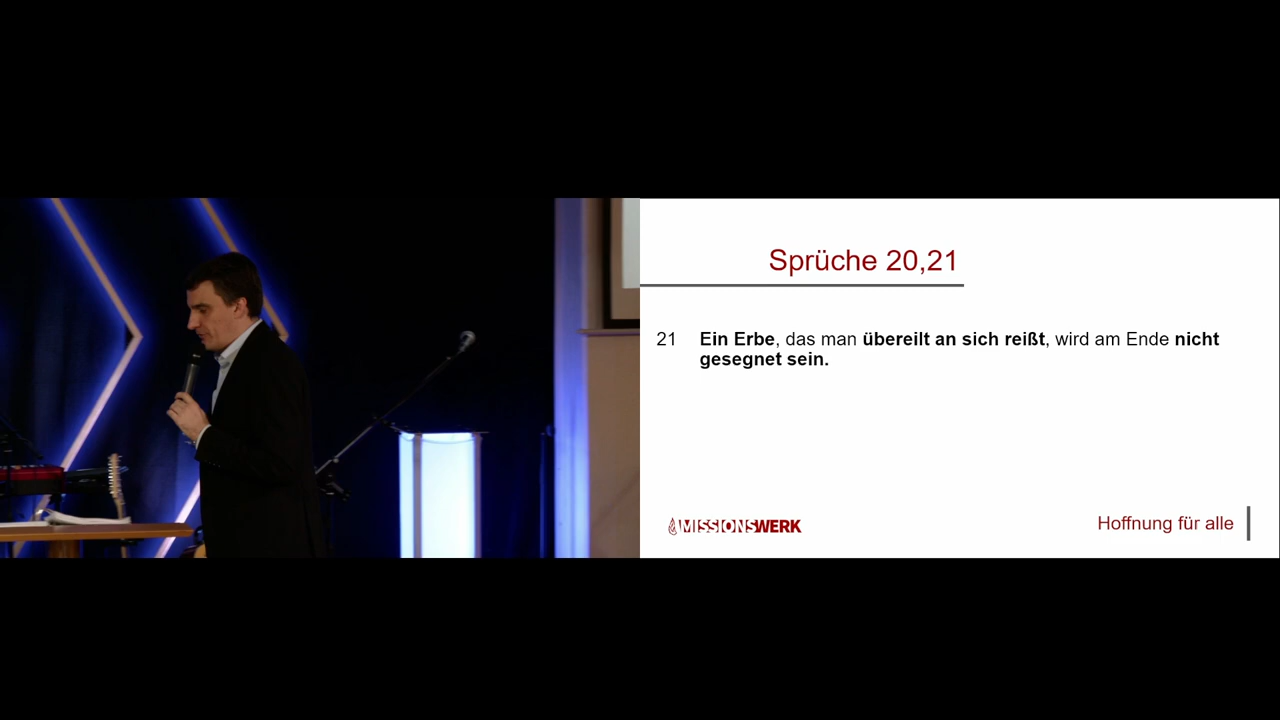 Sprüche 20,21
21 Ein Erbe, das man übereilt an sich reißt, wird am Ende nicht
gesegnet sein.
MISSIONSWERK
Hoffnung für alle